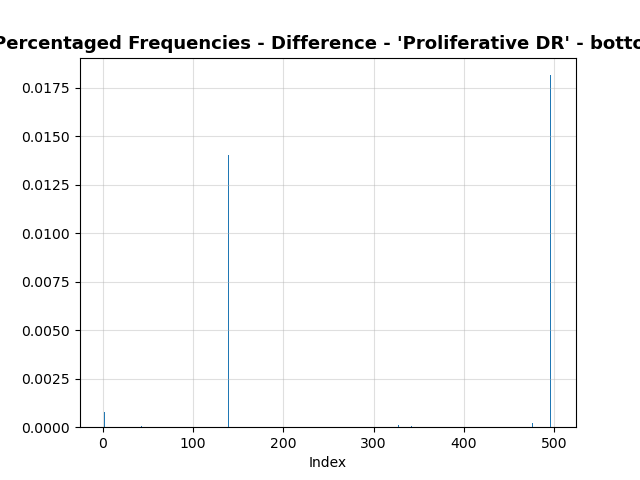 Percentaged Frequencies - Difference - 'Proliferative DR' - botto
0.0175
0.0150
0.0125
0.0100
0.0075
0.0050
0.0025
0.0000
0 100 200 300 400 500
Index